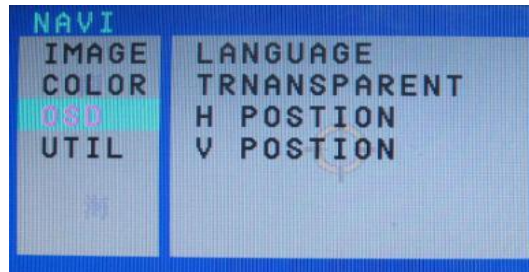 NAVI
IMAGE
COLOR
OSD
UTIL
LANGUAGE
TRNANSPARENT
H POSTION
V POSTION